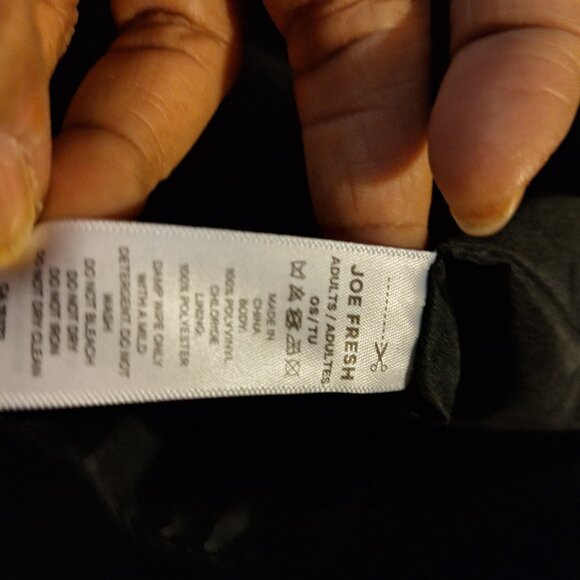 JOE FRESH
ADULTS / ADULTES
OS / TU
MADE IN
CHINA
BODY:
100% POLYVINYL
CHLORIDE
LINING:
100% POLYESTER
DAMP WIPE ONLY
WITH A MILD
DETERGENT DO NOT
WASH
DO NOT BLEACH
DO NOT DRY
DO NOT IRON
DO NOT DRY CLEAN